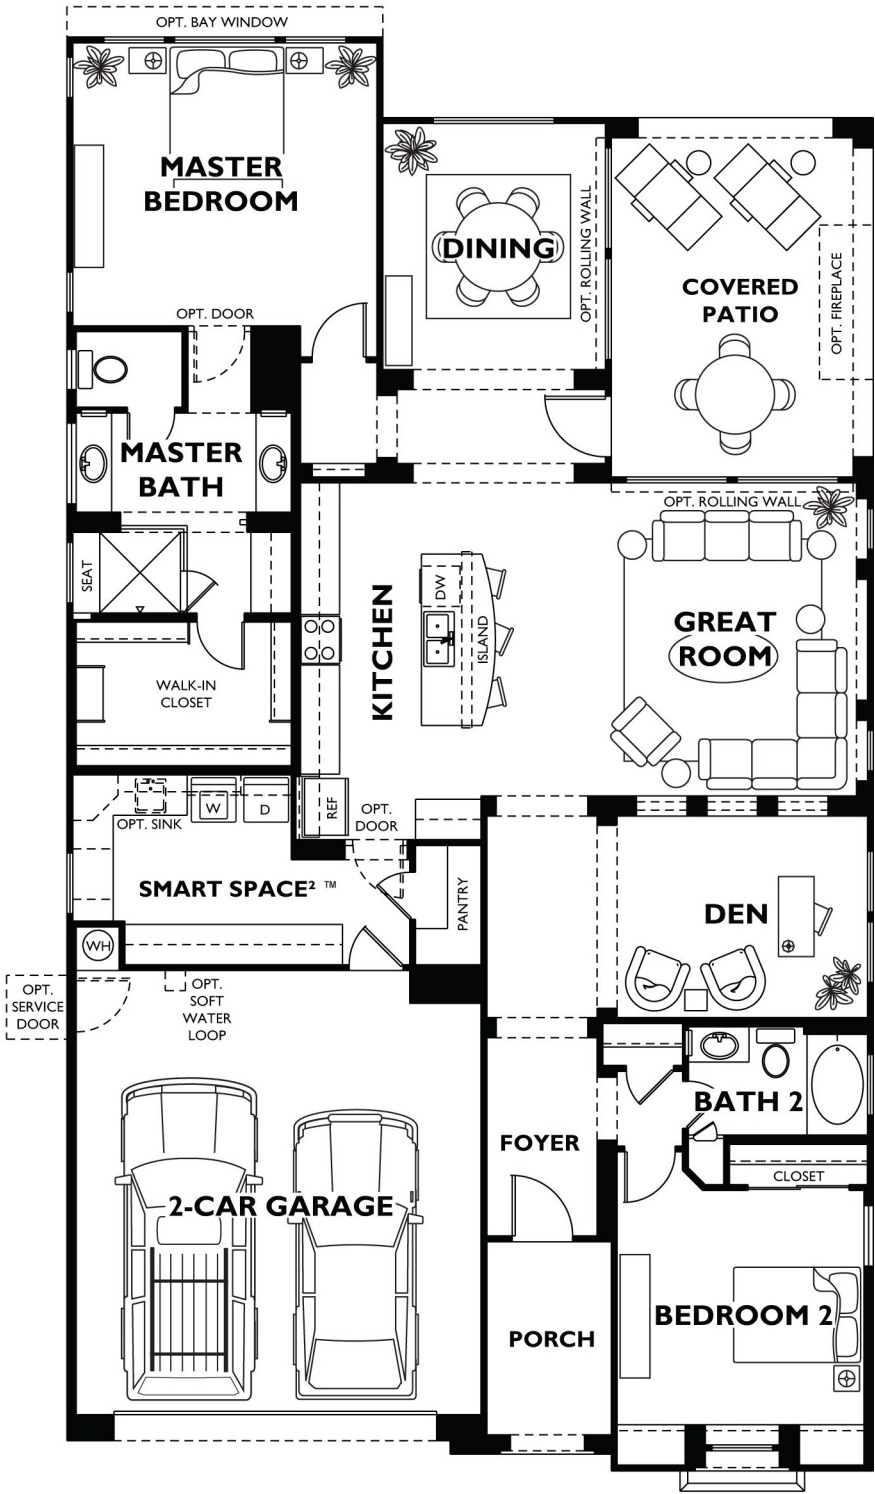 OPT. BAY WINDOW
MASTER
BEDROOM
OPT. DOOR
DINING
OPT. ROLLING WALL
COVERED
PATIO
OPT. FIREPLACE
MASTER
BATH
SEAT
WALK-IN
CLOSET
KITCHEN
DW
ISLAND
OPT. ROLLING WALL
GREAT
ROOM
OPT. SINK
W
D
REF
OPT.
DOOR
SMART SPACE² ™
PANTRY
DEN
WH
OPT.
SERVICE
DOOR
OPT.
SOFT
WATER
LOOP
BATH 2
FOYER
CLOSET
2-CAR GARAGE
PORCH
BEDROOM 2